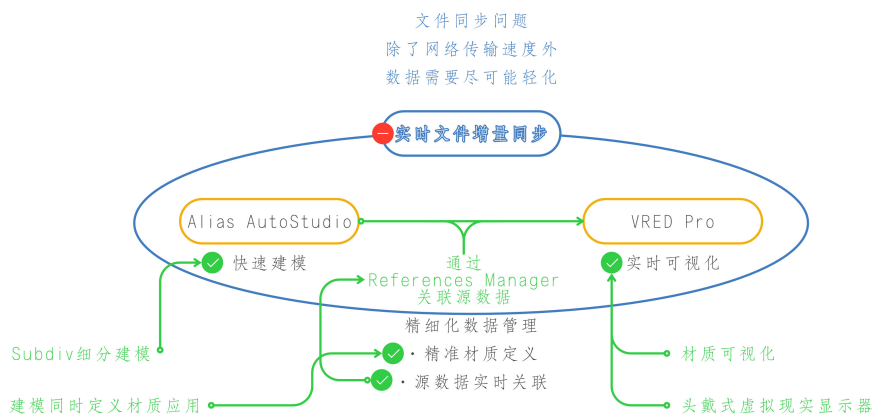 文件同步问题
除了网络传输速度外
数据需要尽可能轻化
实时文件增量同步
Alias AutoStudio
VRED Pro
快速建模
通过
References Manager
关联源数据
实时可视化
精细化数据管理
Subdiv细分建模
·精准材质定义
材质可视化
·源数据实时关联
建模同时定义材质应用
头戴式虚拟现实显示器